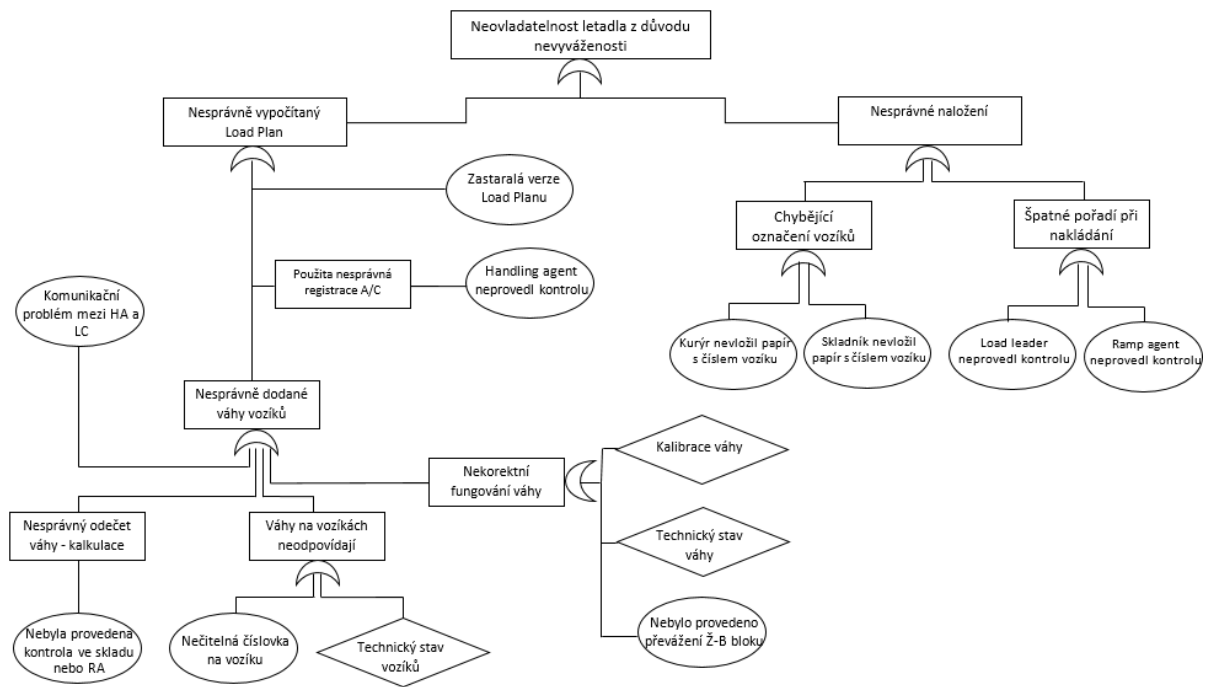 Neovladatelnost letadla z důvodu
nevyváženosti
Nesprávně vypočítaný
Load Plan
Nesprávné naložení
Zastaralá verze
Load Planu
Chybějící
označení vozíků
Špatné pořadí při
nakládání
Použita nesprávná
registrace A/C
Handling agent
neprovedl kontrolu
Komunikační
problém mezi HA a
LC
Kurýr nevložil papír
s číslem vozíku
Skladník nevložil
papír s číslem vozíku
Load leader
neprovedl kontrolu
Ramp agent
neprovedl kontrolu
Nesprávně dodané
váhy vozíků
Kalibrace váhy
Nekorektní
fungování váhy
Nesprávný odečet
váhy - kalkulace
Váhy na vozíkách
neodpovídají
Technický stav
váhy
Nebyla provedena
kontrola ve skladu
nebo RA
Nečitelná číslovka
na vozíku
Technický stav
vozíků
Nebylo provedeno
převážení Ž-B bloku